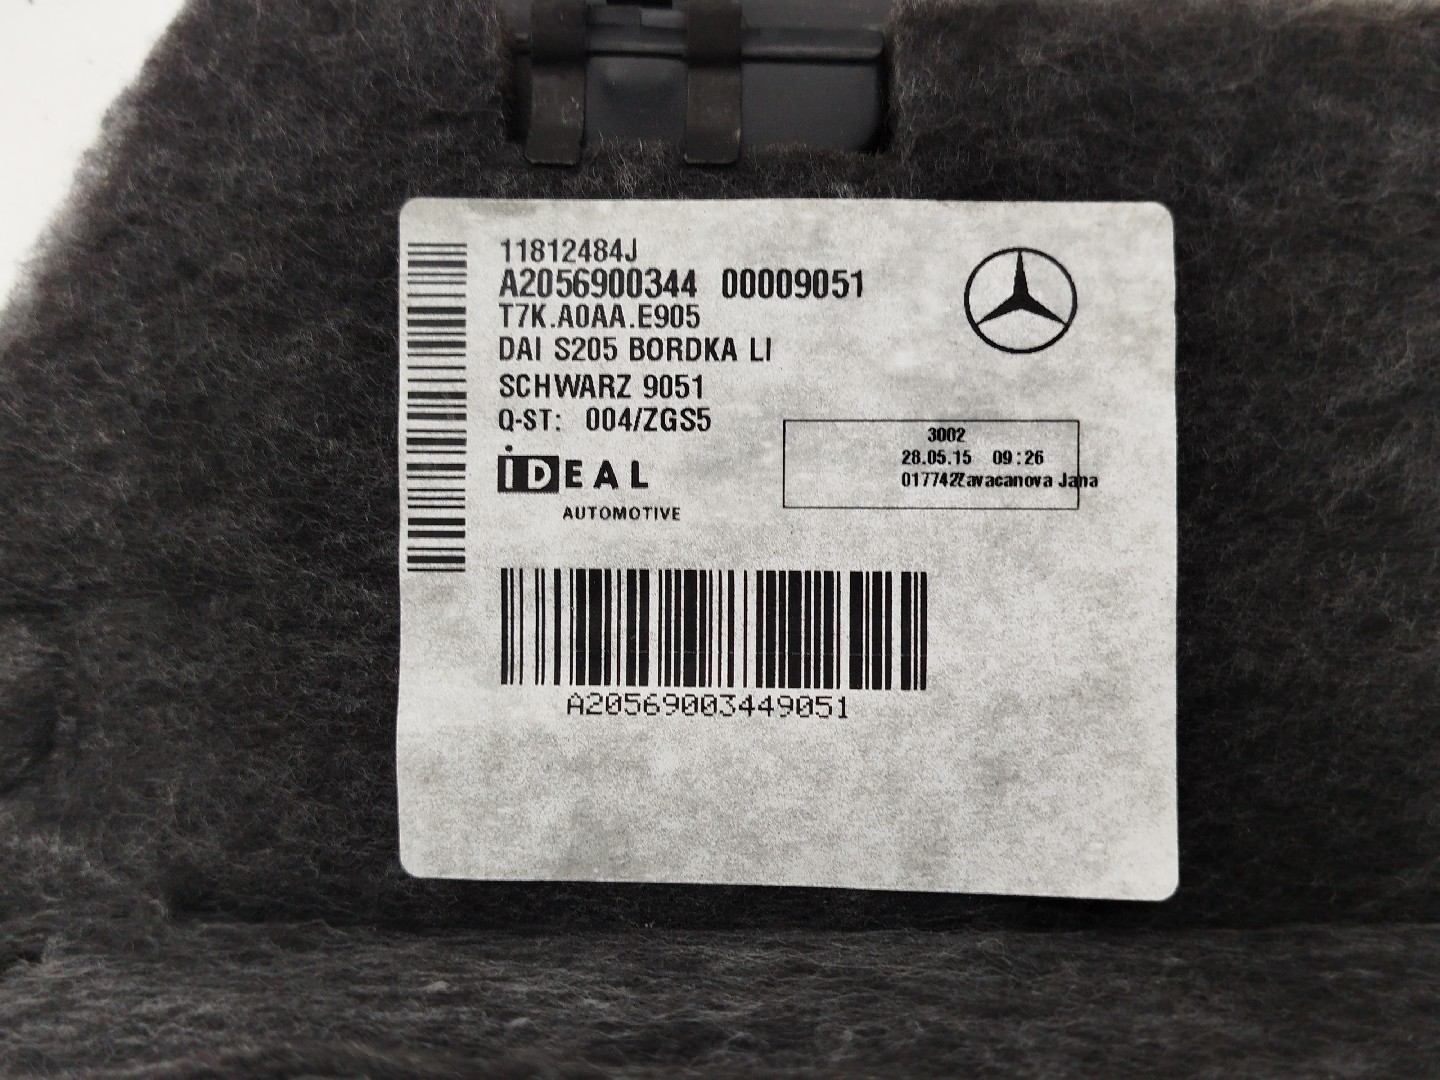 11812484J
A2056900344 00009051
T7K.A0AA.E905
DAI S205 BORDKA LI
SCHWARZ 9051
Q-ST: 004/ZGS5
iDEAL
AUTOMOTIVE
3002
28.05.15 09:26
Jana
A20569003449051